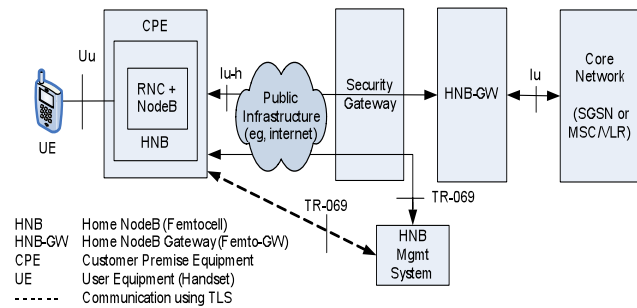 CPE
Uu
RNC +
NodeB
HNB
UE
Iu-h
Public
Infrastructure
(eg, internet)
Security
Gateway
HNB-GW
Iu
Core
Network
(SGSN or
MSC/VLR)
TR-069
TR-069
HNB
Mgmt
System
HNB Home NodeB (Femtocell)
HNB-GW Home NodeB Gateway (Femto-GW)
CPE Customer Premise Equipment
UE User Equipment (Handset)
Communication using TLS